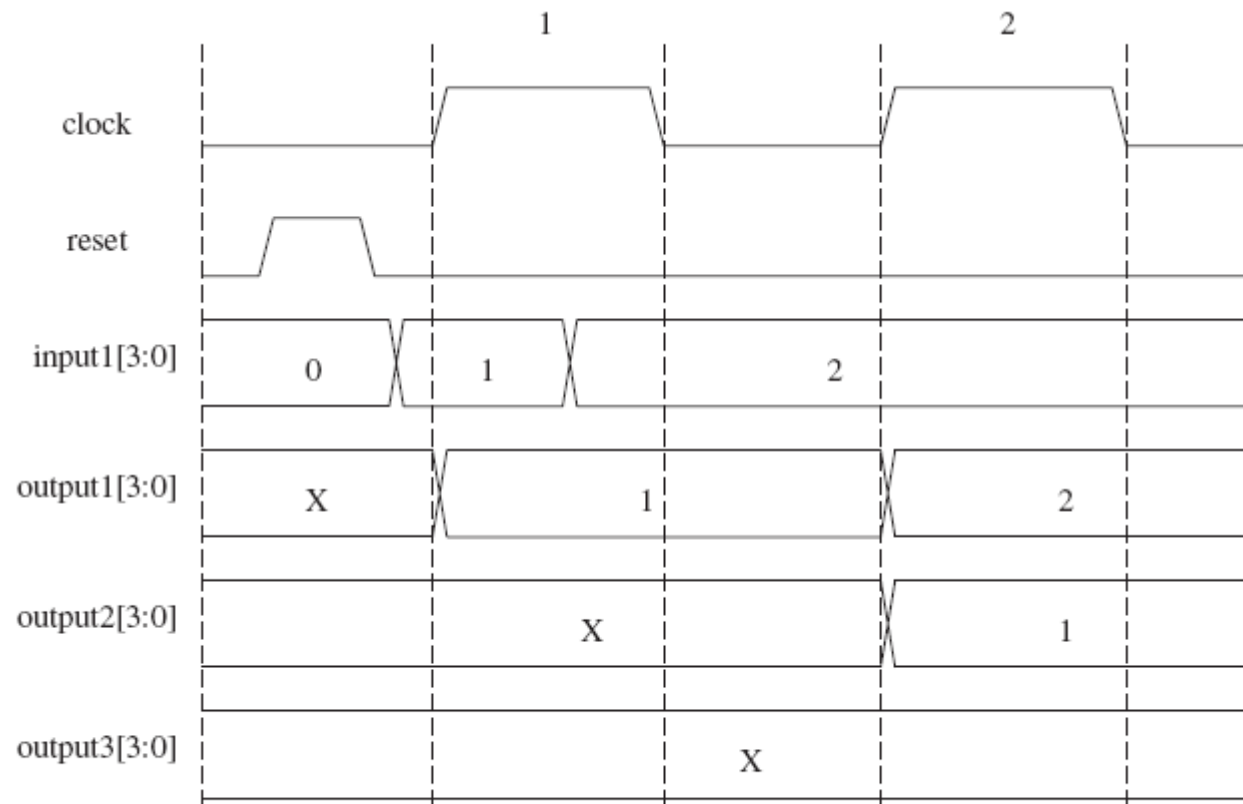 1 2
clock
reset
input1[3:0] 0 1 2
output1[3:0] X 1 2
output2[3:0] X 1
output3[3:0] X